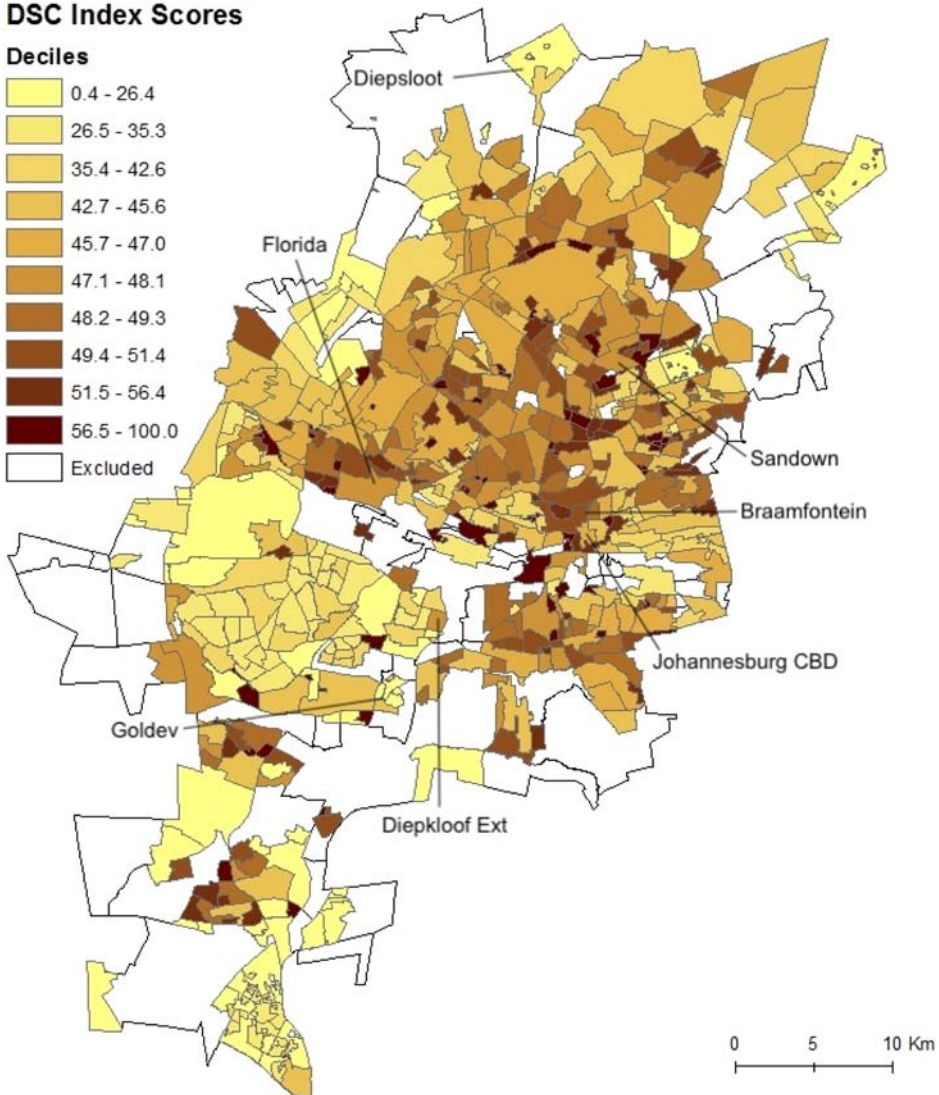 DSC Index Scores
Deciles
0.4 - 26.4
26.5 - 35.3
35.4 - 42.6
42.7 - 45.6
45.7 - 47.0
47.1 - 48.1
48.2 - 49.3
49.4 - 51.4
51.5 - 56.4
56.5 - 100.0
Excluded
Diepsloot
Florida
Sandown
Braamfontein
Johannesburg CBD
Goldev
Diepkloof Ext
0 5 10 Km